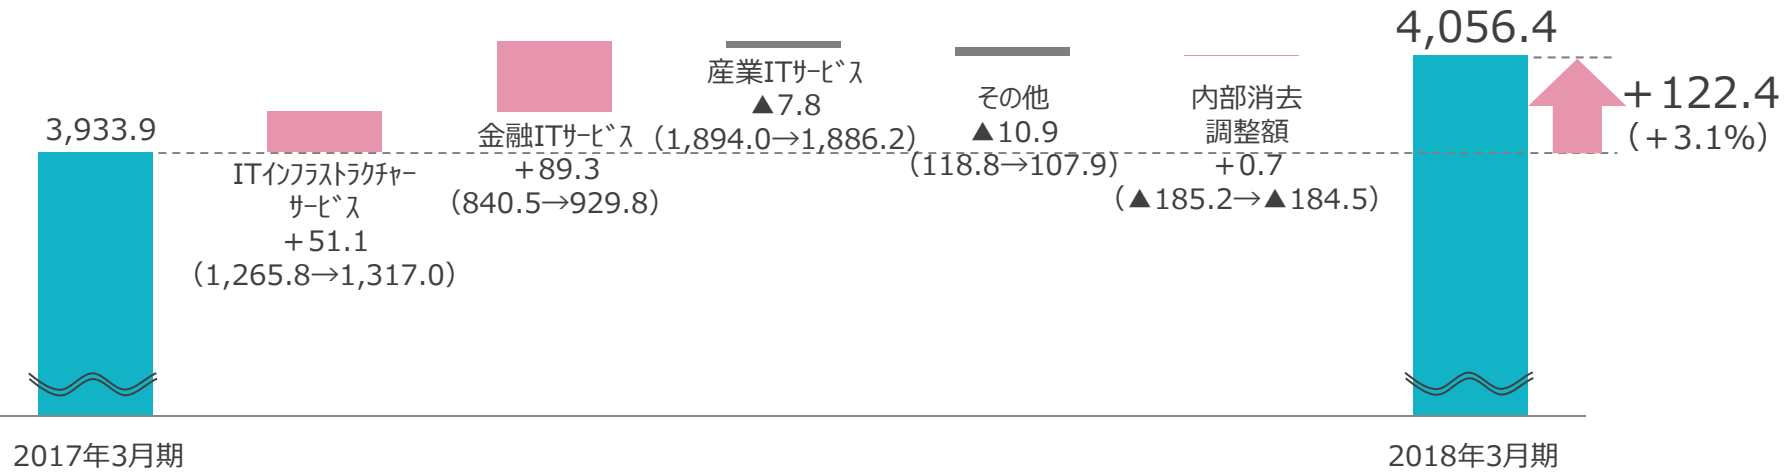 3,933.9
2017年3月期
ITインフラストラクチャー
サービス
+51.1
(1,265.8→1,317.0)
金融ITサービス
+89.3
(840.5→929.8)
産業ITサービス
▲7.8
(1,894.0→1,886.2)
その他
▲10.9
(118.8→107.9)
内部消去
調整額
+0.7
(▲185.2→▲184.5)
4,056.4
2018年3月期
+122.4
(+3.1%)